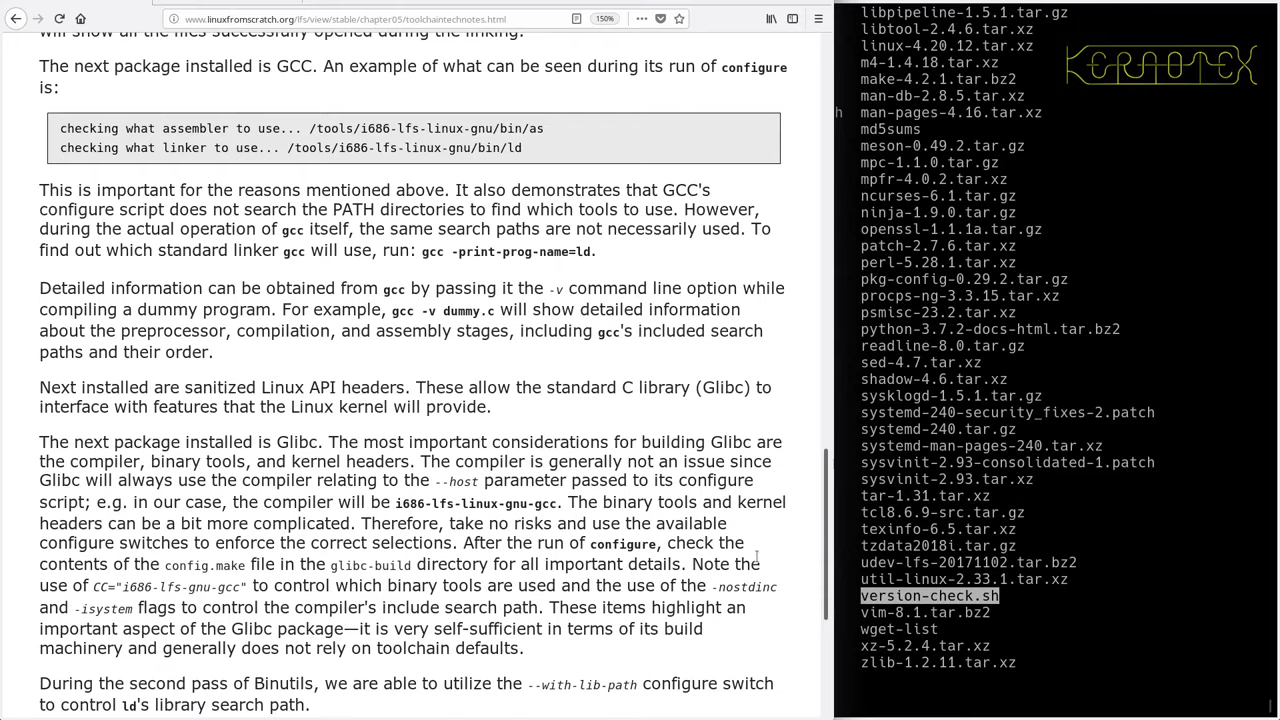 www.linuxfromscratch.org/lfs/view/stable/chapter05/toolchaintechnotes.html
150%
will show all the files successfully opened during the linking.
The next package installed is GCC. An example of what can be seen during its run of configure
is:
checking what assembler to use... /tools/i686-lfs-linux-gnu/bin/as
checking what linker to use... /tools/i686-lfs-linux-gnu/bin/ld
This is important for the reasons mentioned above. It also demonstrates that GCC's
configure script does not search the PATH directories to find which tools to use. However,
during the actual operation of gcc itself, the same search paths are not necessarily used. To
find out which standard linker gcc will use, run: gcc -print-prog-name=ld.
Detailed information can be obtained from gcc by passing it the -v command line option while
compiling a dummy program. For example, gcc -v dummy.c will show detailed information
about the preprocessor, compilation, and assembly stages, including gcc's included search
paths and their order.
Next installed are sanitized Linux API headers. These allow the standard C library (Glibc) to
interface with features that the Linux kernel will provide.
The next package installed is Glibc. The most important considerations for building Glibc are
the compiler, binary tools, and kernel headers. The compiler is generally not an issue since
Glibc will always use the compiler relating to the --host parameter passed to its configure
script; e.g. in our case, the compiler will be i686-lfs-linux-gnu-gcc. The binary tools and kernel
headers can be a bit more complicated. Therefore, take no risks and use the available
configure switches to enforce the correct selections. After the run of configure, check the
contents of the config.make file in the glibc-build directory for all important details. Note the
use of CC="i686-lfs-gnu-gcc" to control which binary tools are used and the use of the -nostdinc
and -isystem flags to control the compiler's include search path. These items highlight an
important aspect of the Glibc package—it is very self-sufficient in terms of its build
machinery and generally does not rely on toolchain defaults.
During the second pass of Binutils, we are able to utilize the --with-lib-path configure switch
to control ld's library search path.
h
libpipeline-1.5.1.tar.gz
libtool-2.4.6.tar.xz
linux-4.20.12.tar.xz
m4-1.4.18.tar.xz
make-4.2.1.tar.bz2
man-db-2.8.5.tar.xz
man-pages-4.16.tar.xz
md5sums
meson-0.49.2.tar.gz
mpc-1.1.0.tar.gz
mpfr-4.0.2.tar.xz
ncurses-6.1.tar.gz
ninja-1.9.0.tar.gz
openssl-1.1.1a.tar.gz
patch-2.7.6.tar.xz
perl-5.28.1.tar.xz
pkg-config-0.29.2.tar.gz
procps-ng-3.3.15.tar.xz
psmisc-23.2.tar.xz
python-3.7.2-docs-html.tar.bz2
readline-8.0.tar.gz
sed-4.7.tar.xz
shadow-4.6.tar.xz
sysklogd-1.5.1.tar.gz
systemd-240-security_fixes-2.patch
systemd-240.tar.gz
systemd-man-pages-240.tar.xz
sysvinit-2.93-consolidated-1.patch
sysvinit-2.93.tar.xz
tar-1.31.tar.xz
tcl8.6.9-src.tar.gz
texinfo-6.5.tar.xz
tzdata2018i.tar.gz
udev-lfs-20171102.tar.bz2
util-linux-2.33.1.tar.xz
version-check.sh
vim-8.1.tar.bz2
wget-list
xz-5.2.4.tar.xz
zlib-1.2.11.tar.xz
KERNOTEX